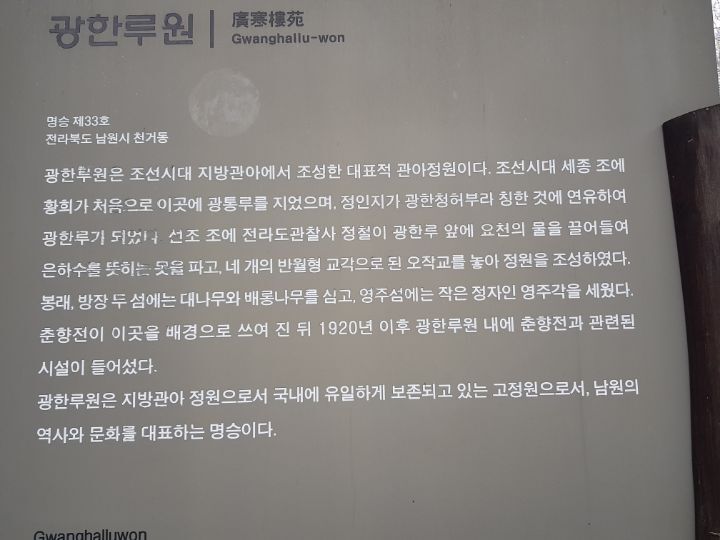 광한루원
廣寒樓苑
Gwanghallu-won
명승 제33호
전라북도 남원시 천거동
광한루원은 조선시대 지방관아에서 조성한 대표적 관아정원이다. 조선시대 세종 조에
황희가 처음으로 이곳에 광통루를 지었으며, 정인지가 광한청허부라 칭한 것에 연유하여
광한루가 되었다. 선조 조에 전라도관찰사 정철이 광한루 앞에 요천의 물을 끌어들여
은하수를 뜻하는 못을 파고, 네 개의 반월형 교각으로 된 오작교를 놓아 정원을 조성하였다.
봉래, 방장 두 섬에는 대나무와 배롱나무를 심고, 영주섬에는 작은 정자인 영주각을 세웠다.
춘향전이 이곳을 배경으로 쓰여 진 뒤 1920년 이후 광한루원 내에 춘향전과 관련된
시설이 들어섰다.
광한루원은 지방관아 정원으로서 국내에 유일하게 보존되고 있는 고정원으로서, 남원의
역사와 문화를 대표하는 명승이다.
Gwanghalluwon